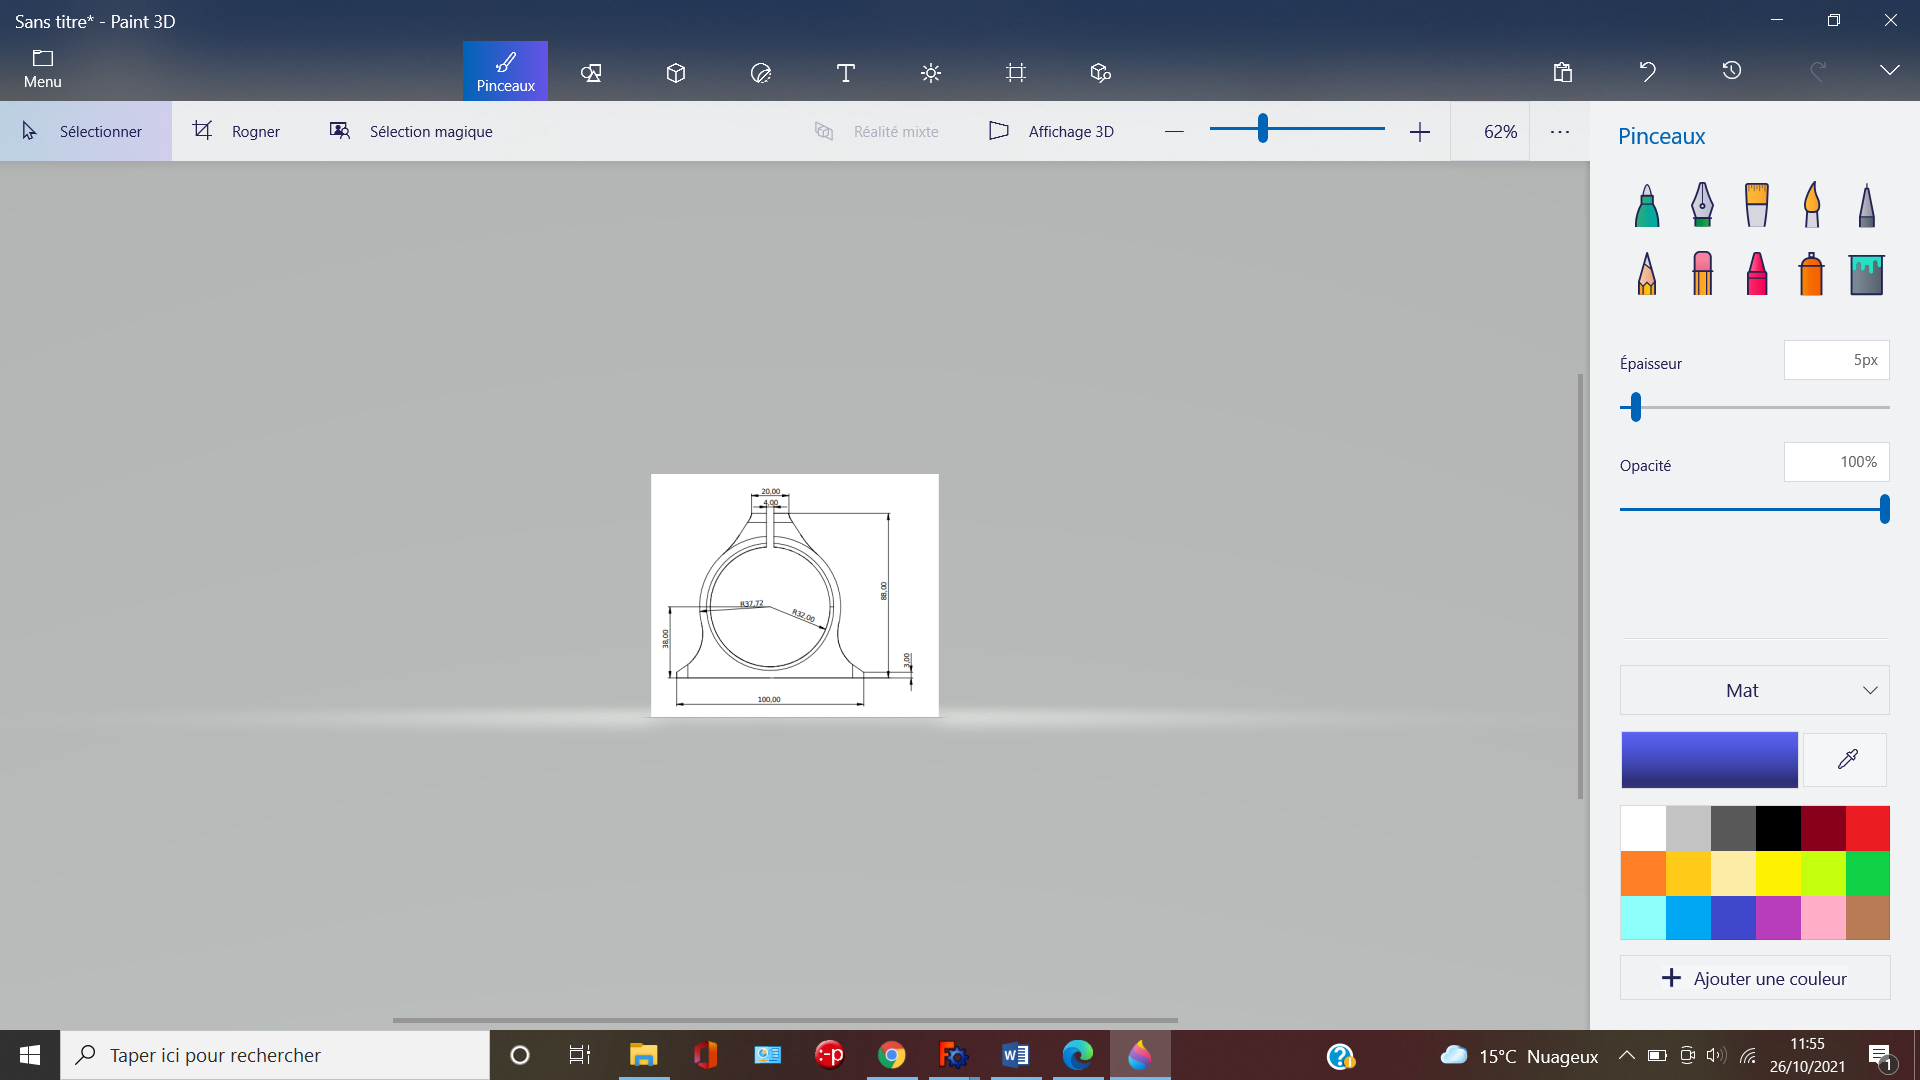 Sans titre* - Paint 3D
Menu
Pinceaux
Sélectionner
Rogner
Sélection magique
Réalité mixte
Affichage 3D
62%
Pinceaux
Épaisseur
5px
Opacité
100%
20,00
4,00
88,00
R37,72
R32,00
38,00
3,00
100,00
Mat
Ajouter une couleur
Taper ici pour rechercher
:-p
15°C Nuageux
11:55
26/10/2021
1